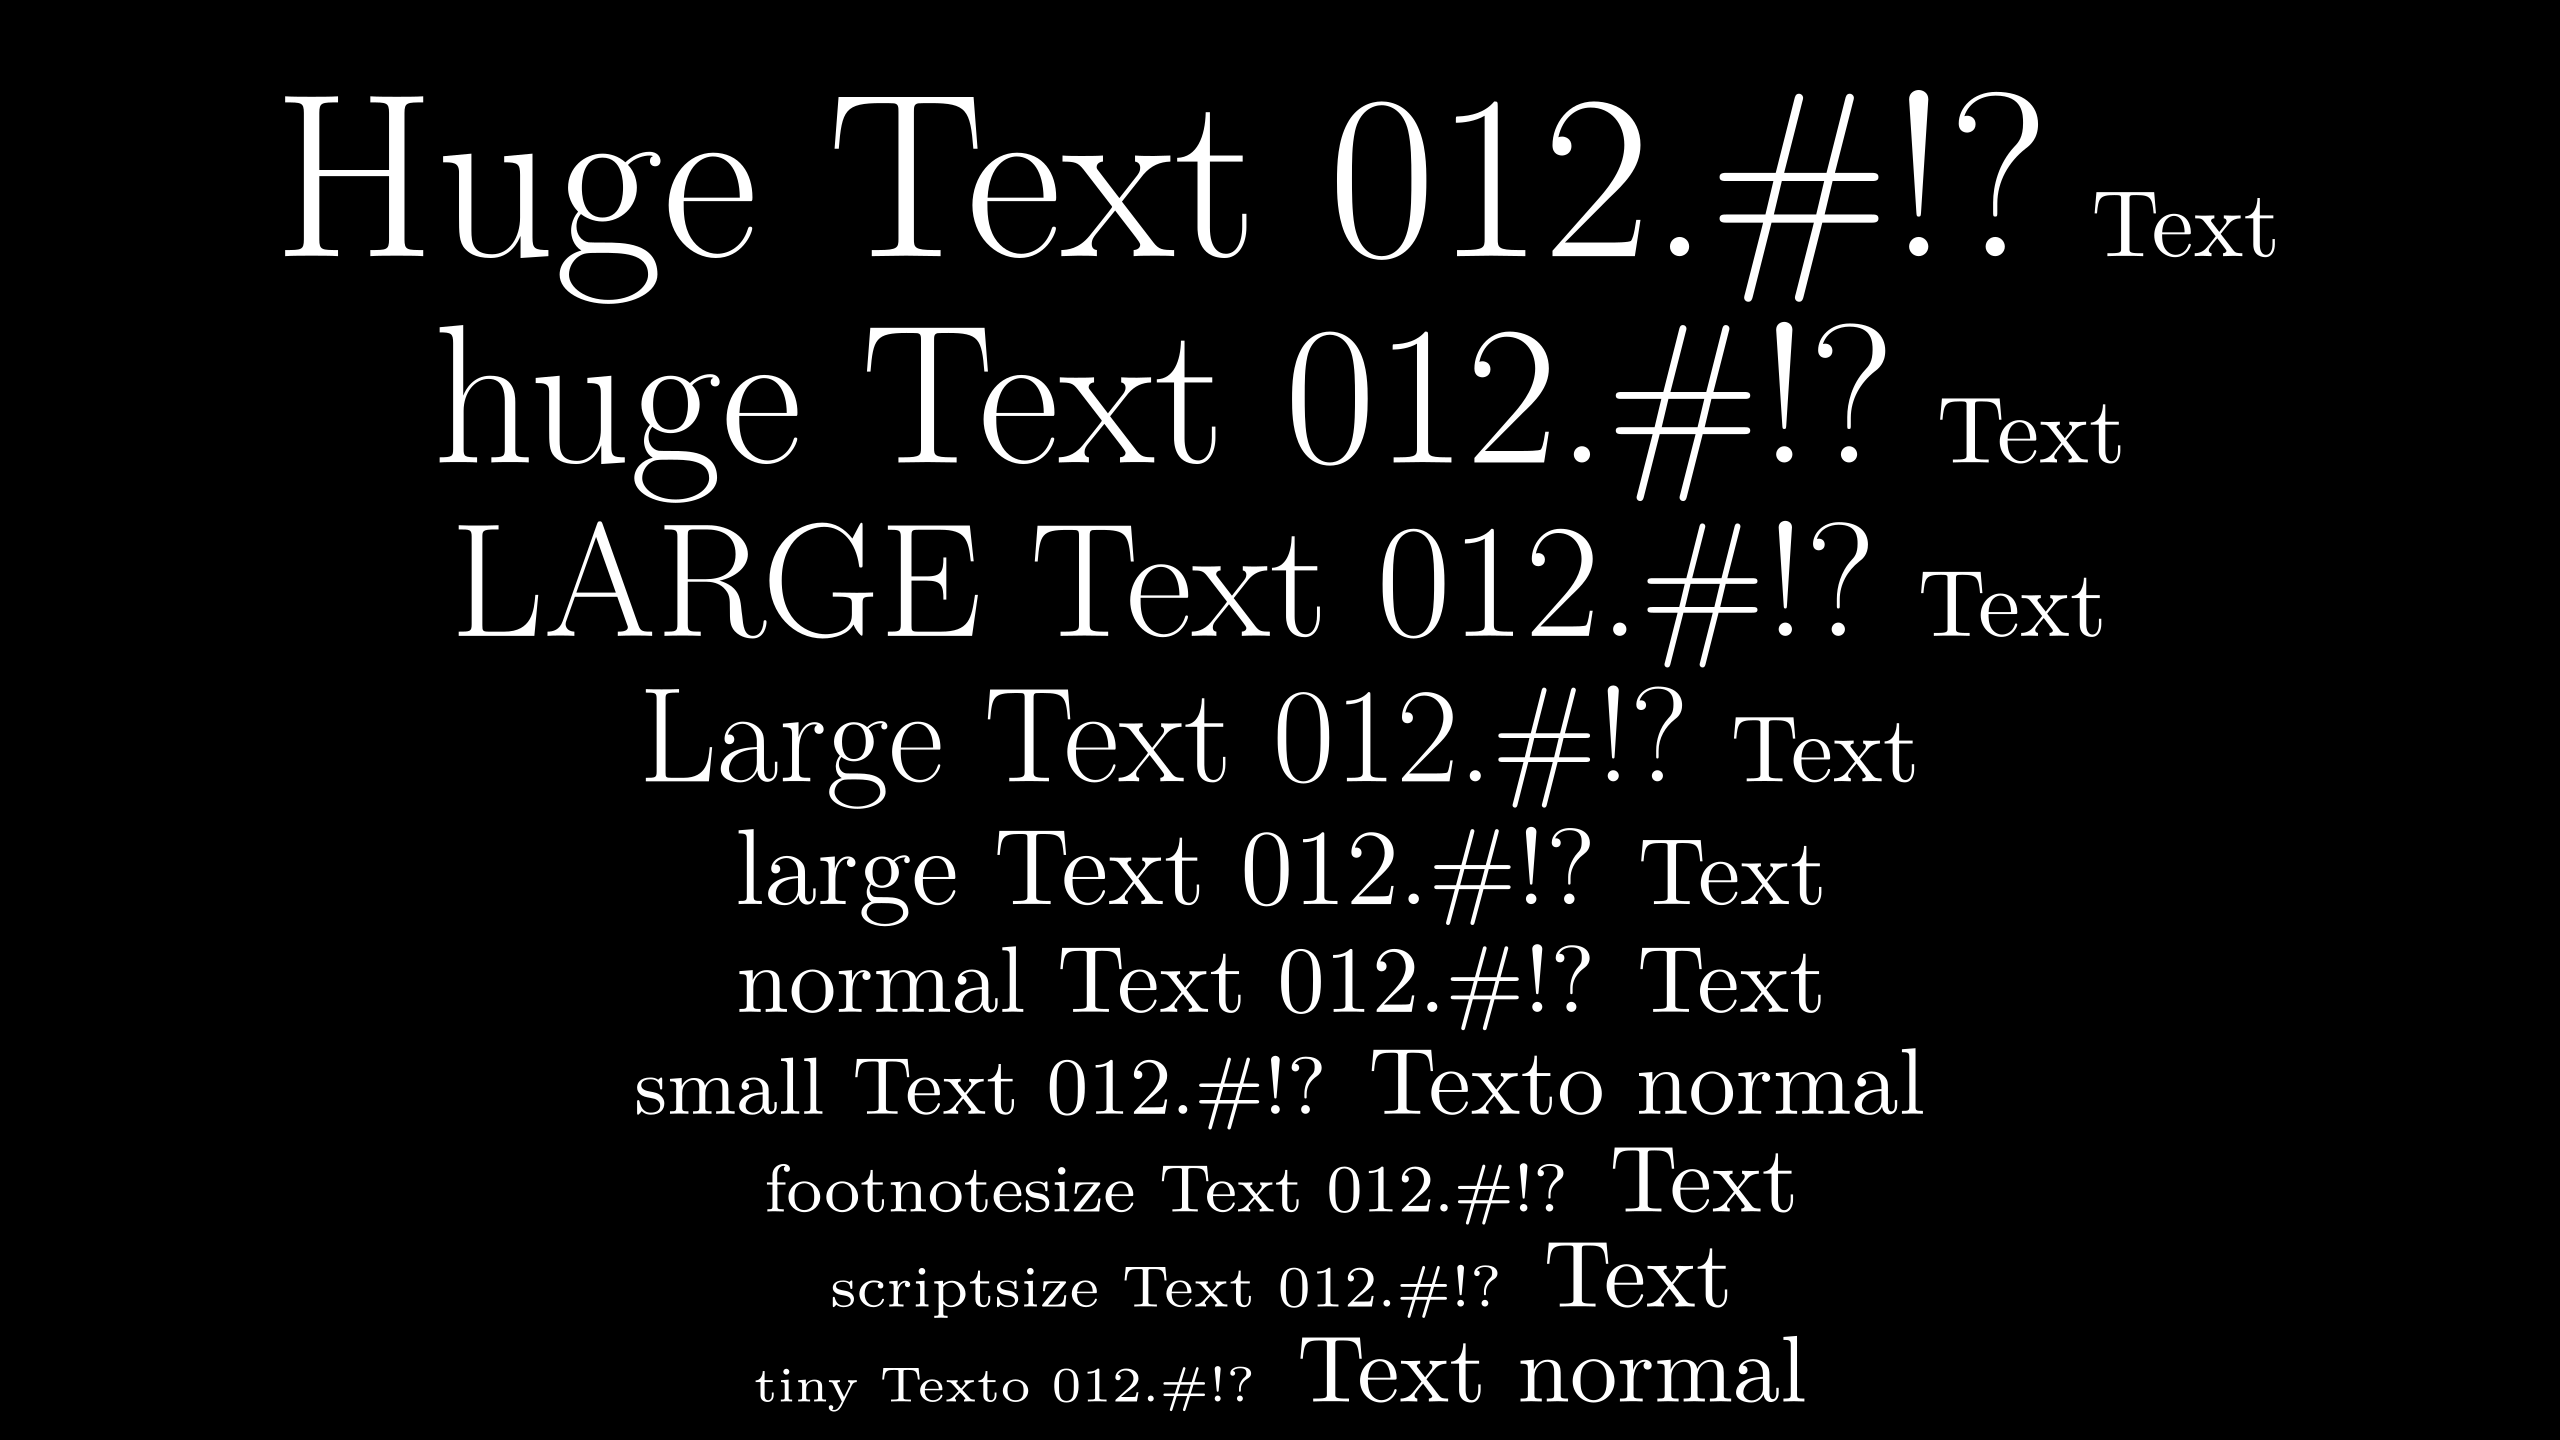 Huge Text 012.#!? Text
huge Text 012.#!? Text
LARGE Text 012.#!? Text
Large Text 012.#!? Text
large Text 012.#!? Text
normal Text 012.#!? Text
small Text 012.#!? Texto normal
footnotesize Text 012.#!? Text
scriptsize Text 012.#!? Text
tiny Texto 012.#!? Text normal